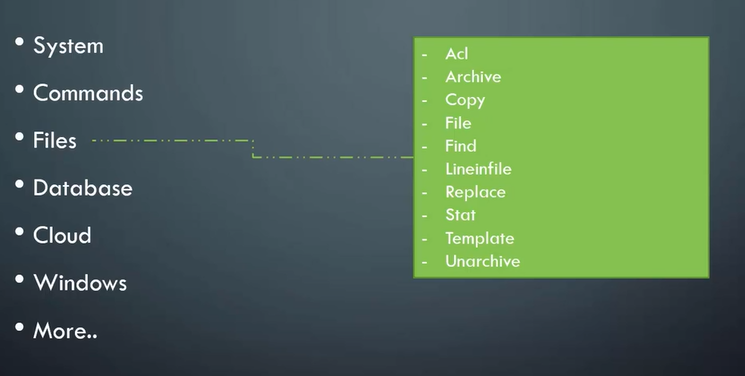 • System
• Commands
• Files
• Database
• Cloud
• Windows
• More..
- Acl
- Archive
- Copy
- File
- Find
- Lineinfile
- Replace
- Stat
- Template
- Unarchive